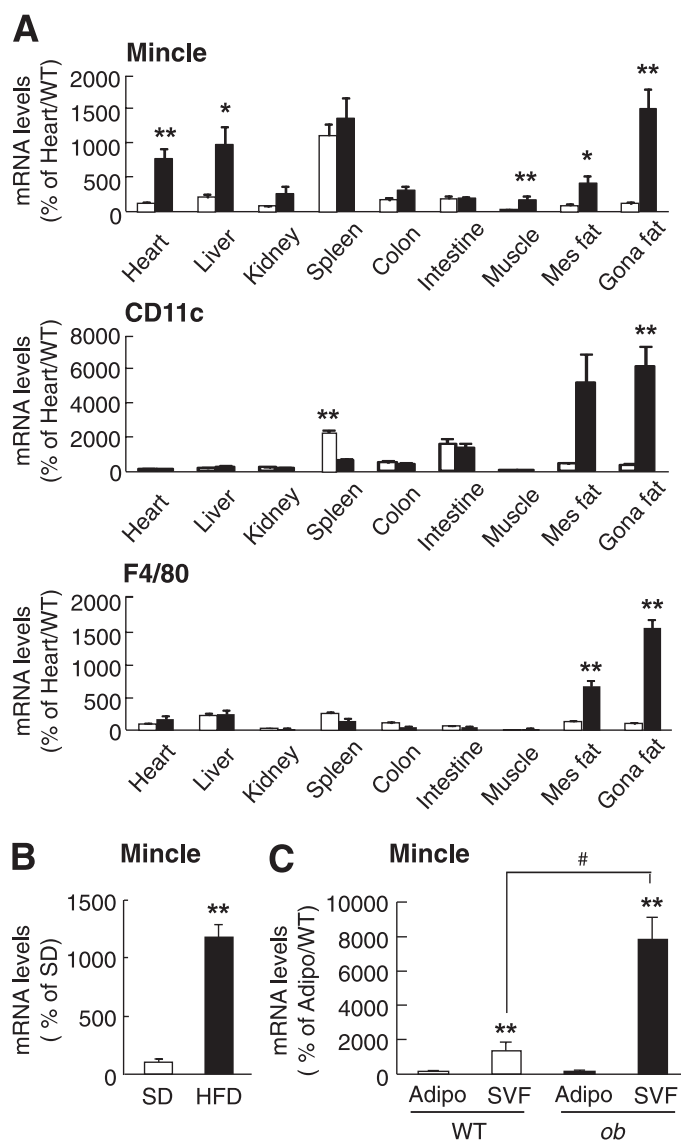 A
Mincle
mRNA levels
(% of Heart/WT)
2000
1500
1000
500
0
** * ** * **
Heart Liver Kidney Spleen Colon Intestine Muscle Mes fat Gona fat
CD11c
mRNA levels
(% of Heart/WT)
8000
6000
4000
2000
0
** **
Heart Liver Kidney Spleen Colon Intestine Muscle Mes fat Gona fat
F4/80
mRNA levels
(% of Heart/WT)
2000
1500
1000
500
0
** **
Heart Liver Kidney Spleen Colon Intestine Muscle Mes fat Gona fat
B Mincle
mRNA levels
( % of SD)
1500
1000
500
0
**
SD HFD
C Mincle
mRNA levels
( % of Adipo/WT)
10000
8000
6000
4000
2000
0
#
** **
Adipo SVF Adipo SVF
WT ob